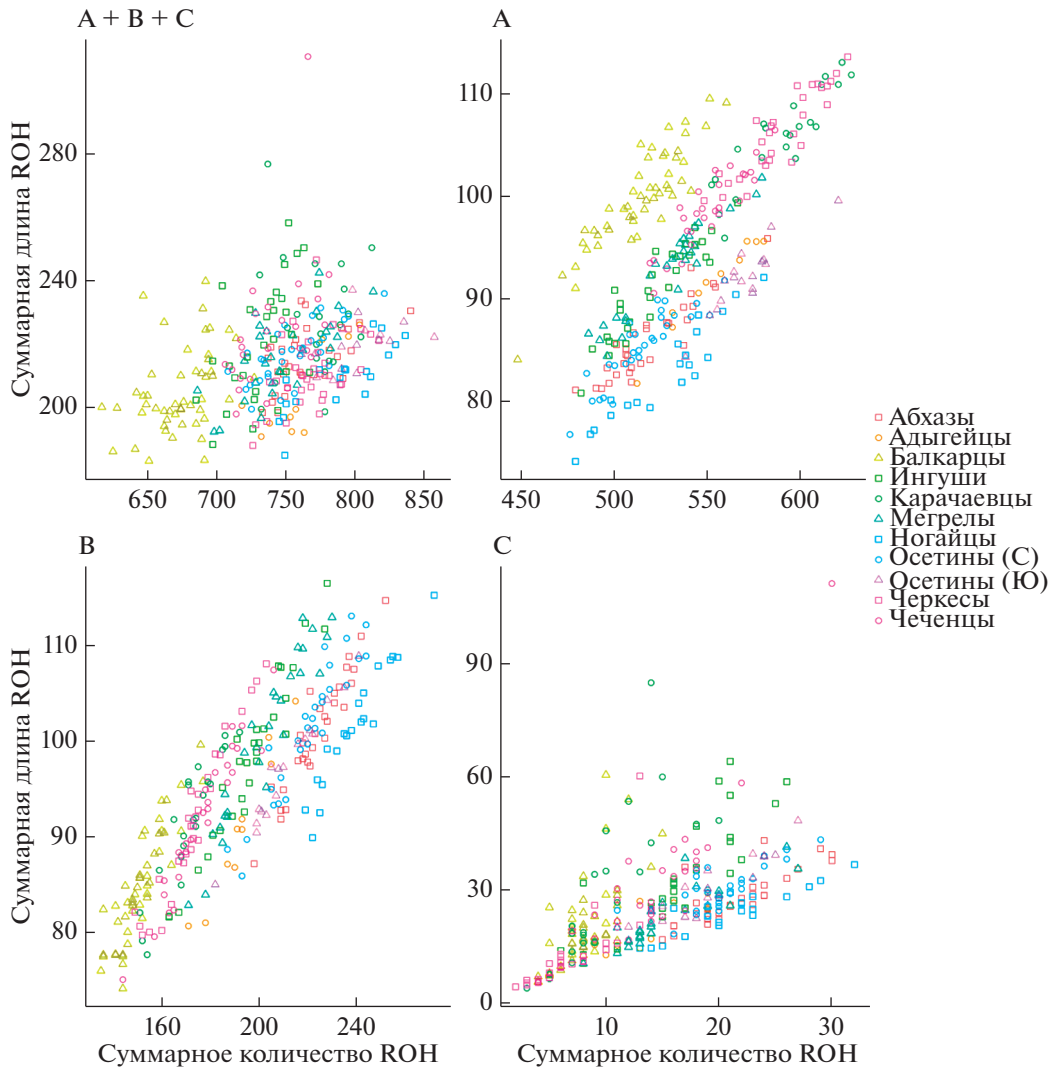 A + B + C
Суммарная длина ROH
280
240
200
650 700 750 800 850
A
110
100
90
80
450 500 550 600
Абхазы
Адыгейцы
Балкарцы
Ингуши
Карачаевцы
Мегрелы
Ногайцы
Осетины (С)
Осетины (Ю)
Черкесы
Чеченцы
B
Суммарная длина ROH
110
100
90
80
160 200 240
Суммарное количество ROH
C
90
60
30
0
10 20 30
Суммарное количество ROH